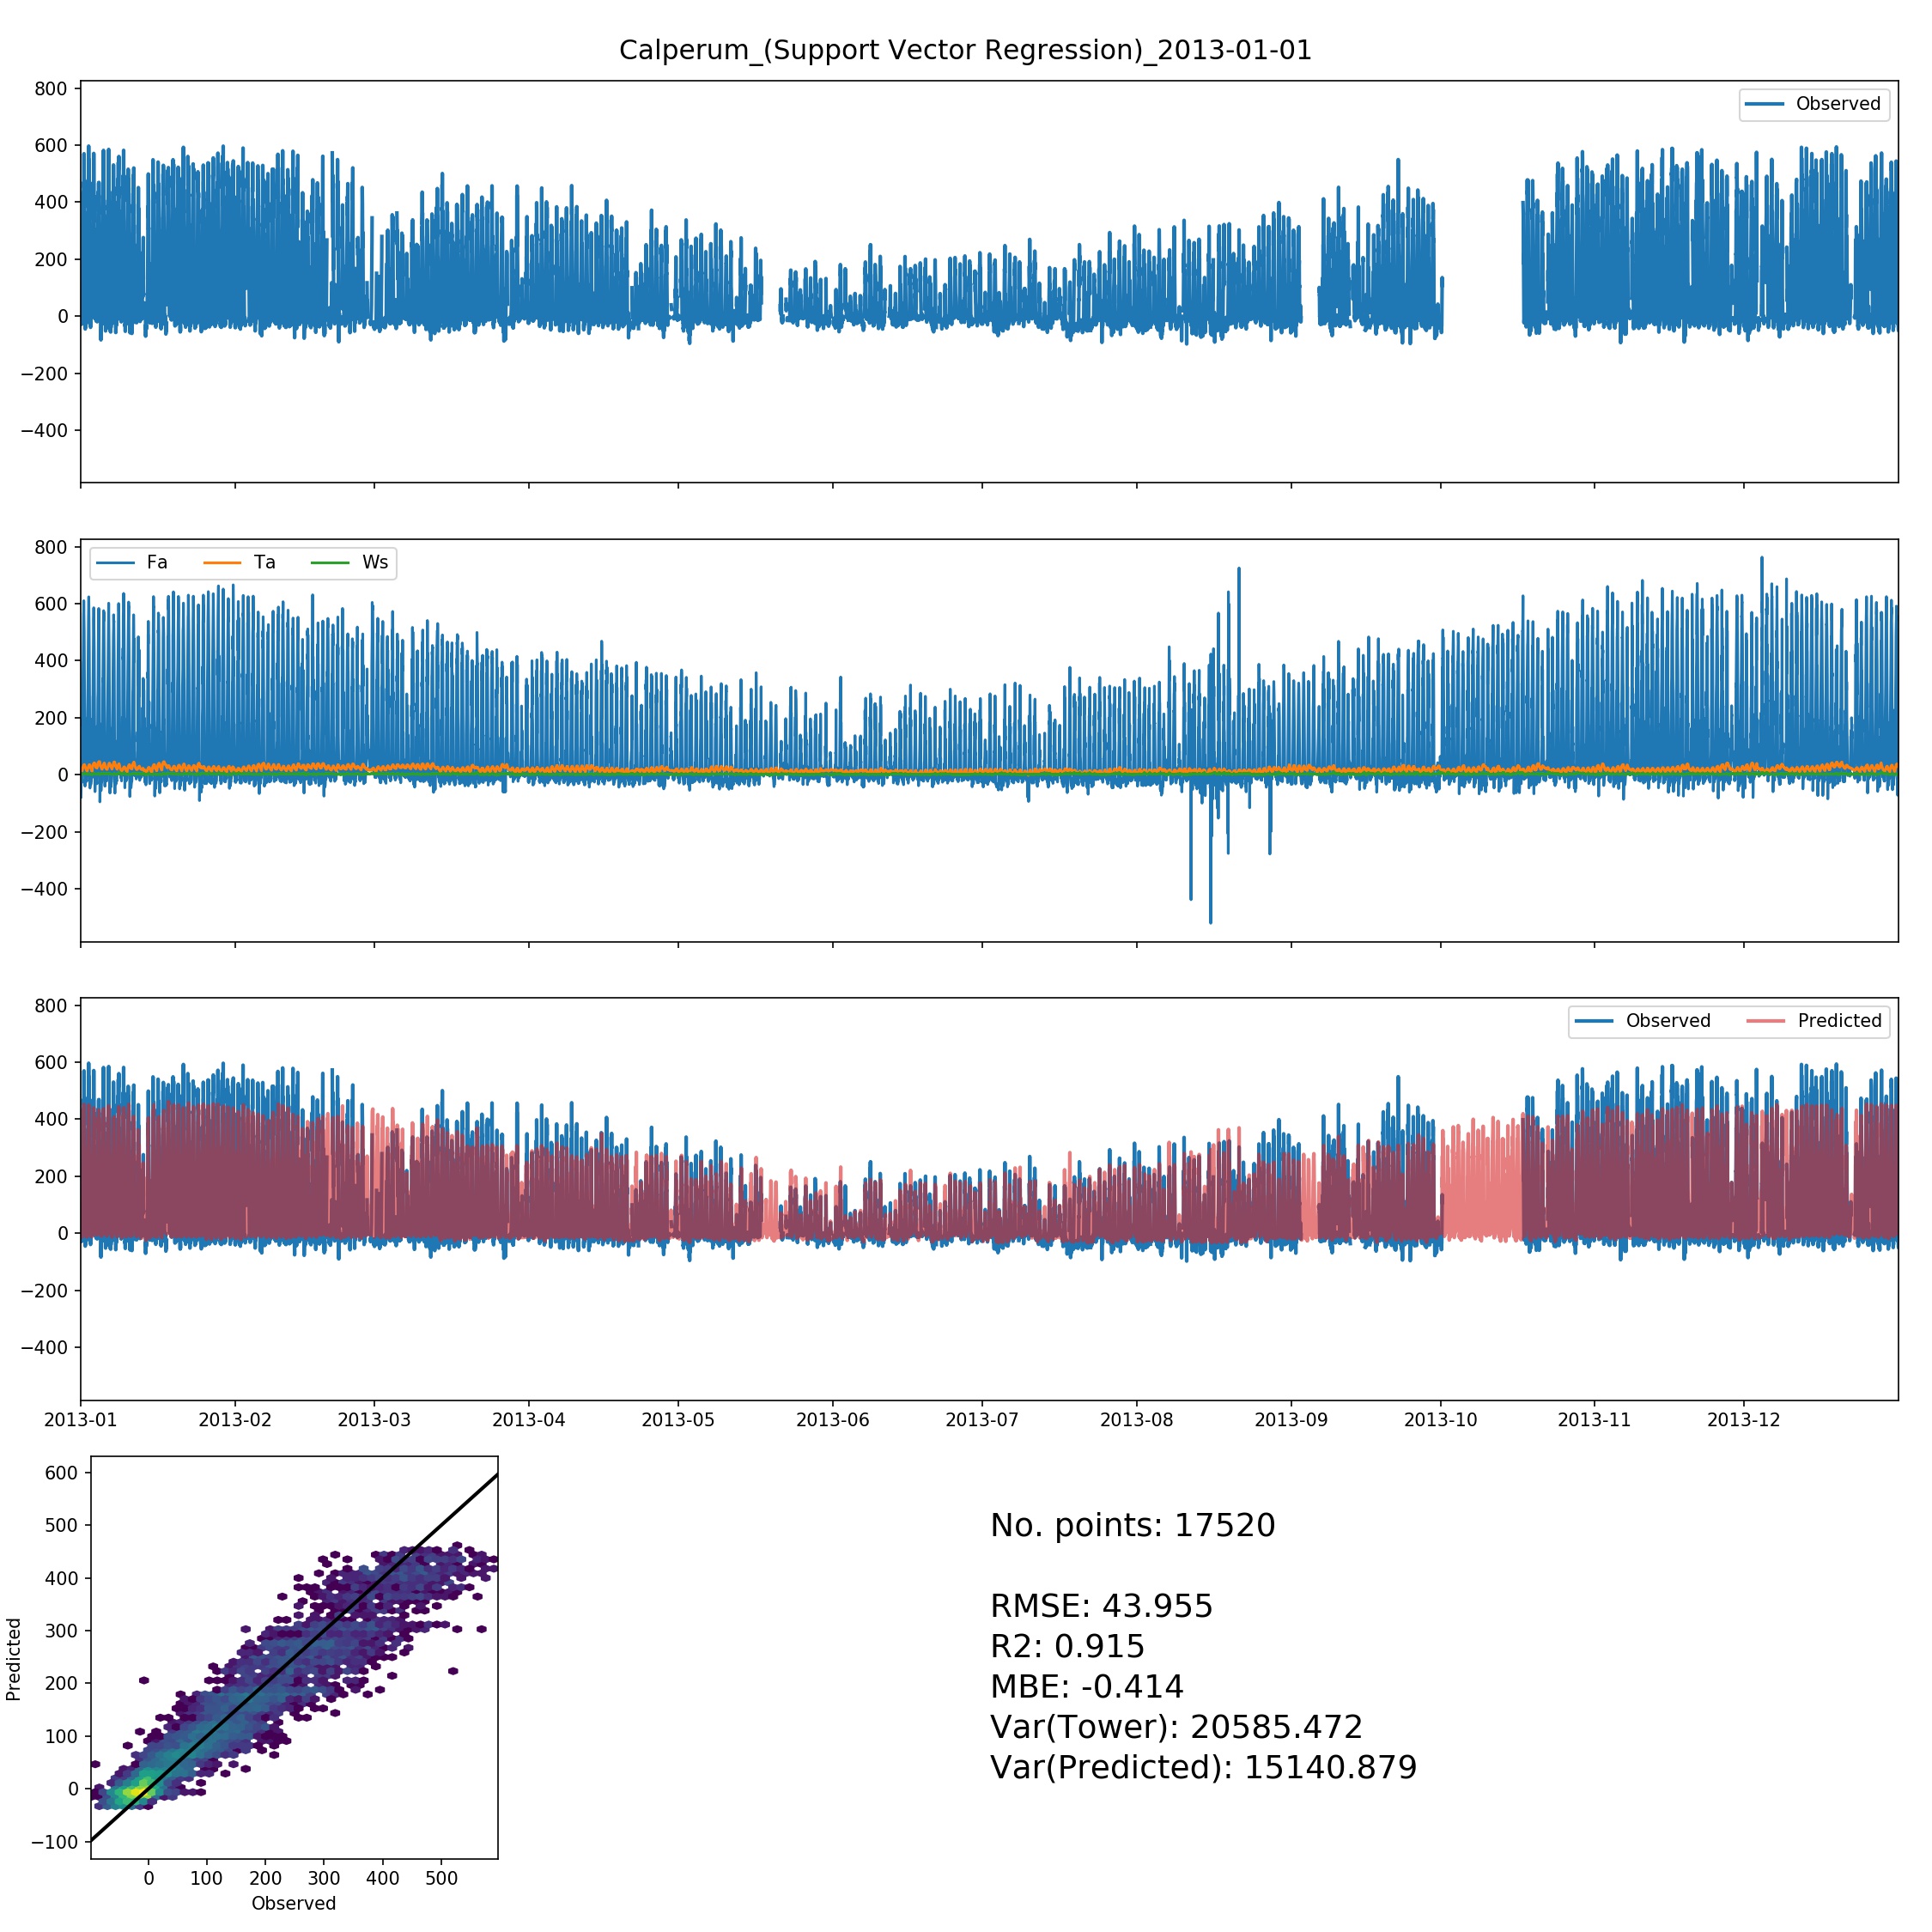 Calperum_(Support Vector Regression)_2013-01-01
800
600
400
200
0
−200
−400
Observed
800
600
400
200
0
−200
−400
Fa Ta Ws
800
600
400
200
0
−200
−400
Observed Predicted
2013-01 2013-02 2013-03 2013-04 2013-05 2013-06 2013-07 2013-08 2013-09 2013-10 2013-11 2013-12
600
500
400
300
200
100
0
−100
Predicted
0 100 200 300 400 500
Observed
No. points: 17520
RMSE: 43.955
R2: 0.915
MBE: -0.414
Var(Tower): 20585.472
Var(Predicted): 15140.879